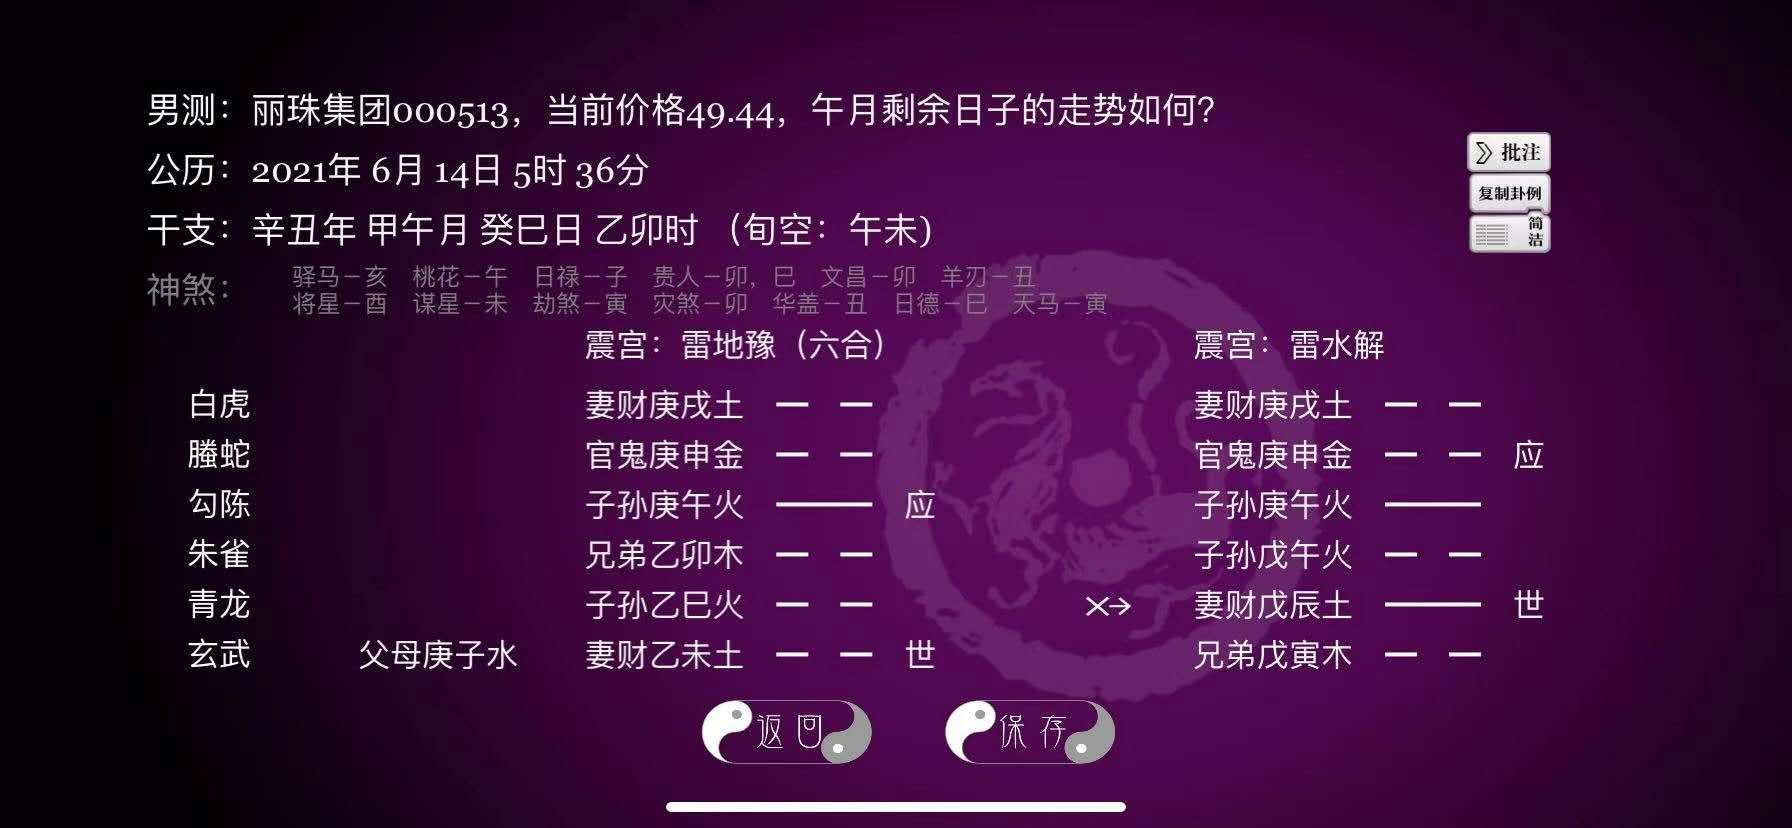 男测：丽珠集团000513，当前价格49.44，午月剩余日子的走势如何？
公历：2021年 6月 14日 5时 36分
干支：辛丑年 甲午月 癸巳日 乙卯时 （旬空：午未）
神煞： 驿马－亥 桃花－午 日禄－子 贵人－卯，巳 文昌－卯 羊刃－丑
将星－酉 谋星－未 劫煞－寅 灾煞－卯 华盖－丑 日德－巳 天马－寅
批注
复制卦例
简洁
震宫：雷地豫（六合） 震宫：雷水解
白虎 妻财庚戌土 妻财庚戌土
螣蛇 官鬼庚申金 官鬼庚申金 应
勾陈 子孙庚午火 应 子孙庚午火
朱雀 兄弟乙卯木 子孙戊午火
青龙 子孙乙巳火 ×→ 妻财戊辰土 世
玄武 父母庚子水 妻财乙未土 世 兄弟戊寅木
返回 保存